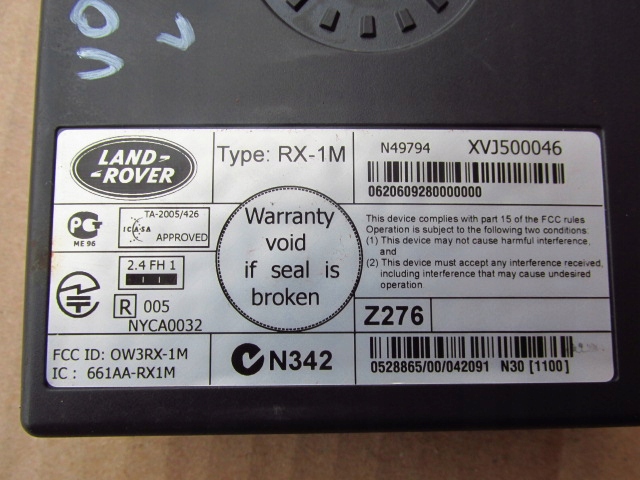 LAND-
-ROVER
Type: RX-1M
N49794 XVJ500046
0620609280000000
ME 96
ICASA
TA-2005/426
APPROVED
Warranty
void
if seal is
broken
This device complies with part 15 of the FCC rules
Operation is subject to the following two conditions:
(1) This device may not cause harmful interference,
and
(2) This device must accept any interference received,
including interference that may cause undesired
operation
2.4 FH 1
R 005
NYCA0032
Z276
FCC ID: OW3RX-1M
IC : 661AA-RX1M
N342
0528865/00/042091 N30 [1100]